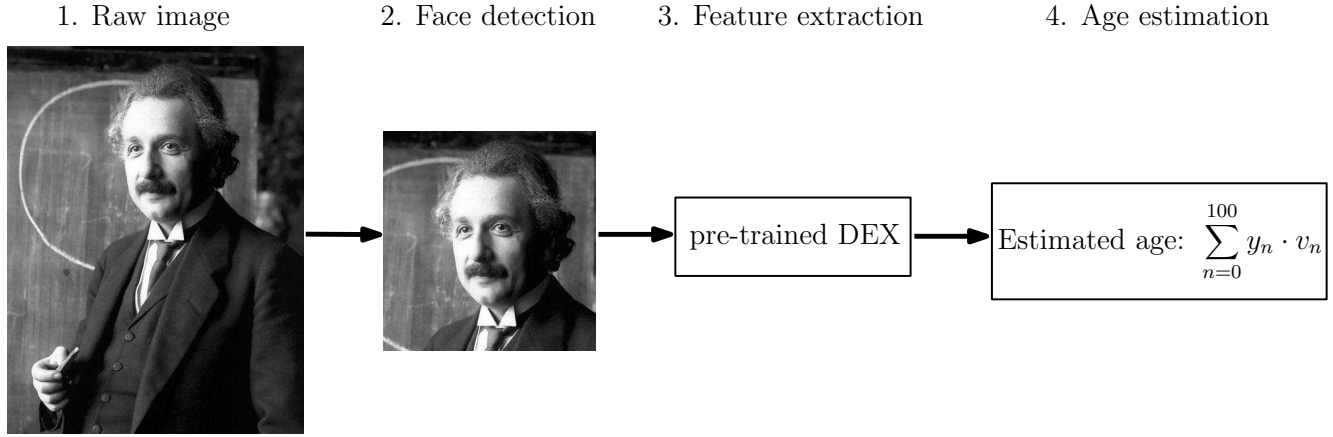 1. Raw image
2. Face detection
3. Feature extraction
4. Age estimation
pre-trained DEX
Estimated age: \sum_{n=0}^{100} y_n · v_n